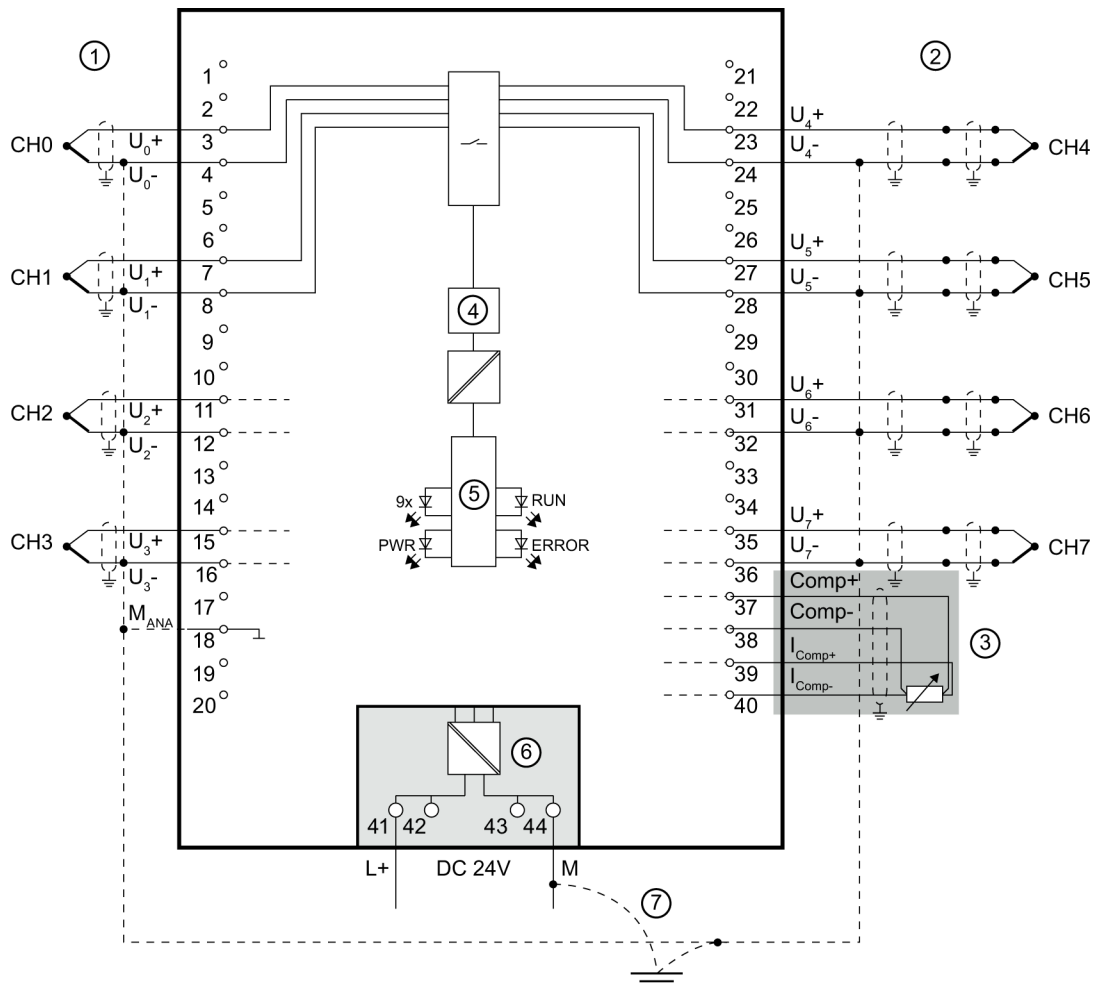 1
2
1
21
2
22
U4+
CH0
U0+
3
23
U4-
CH4
U0-
4
24
5
25
6
26
U5+
CH1
U1+
7
27
U5-
CH5
U1-
8
28
4
9
29
10
30
U6+
CH2
U2+
11
31
U6-
CH6
U2-
12
32
13
33
5
9x
RUN
14
34
U7+
CH3
U3+
15
PWR
ERROR
35
U7-
CH7
U3-
16
36
Comp+
MANA
17
37
Comp-
18
38
3
IComp+
19
39
IComp-
20
40
6
41 42 43 44
L+ DC 24V M
7